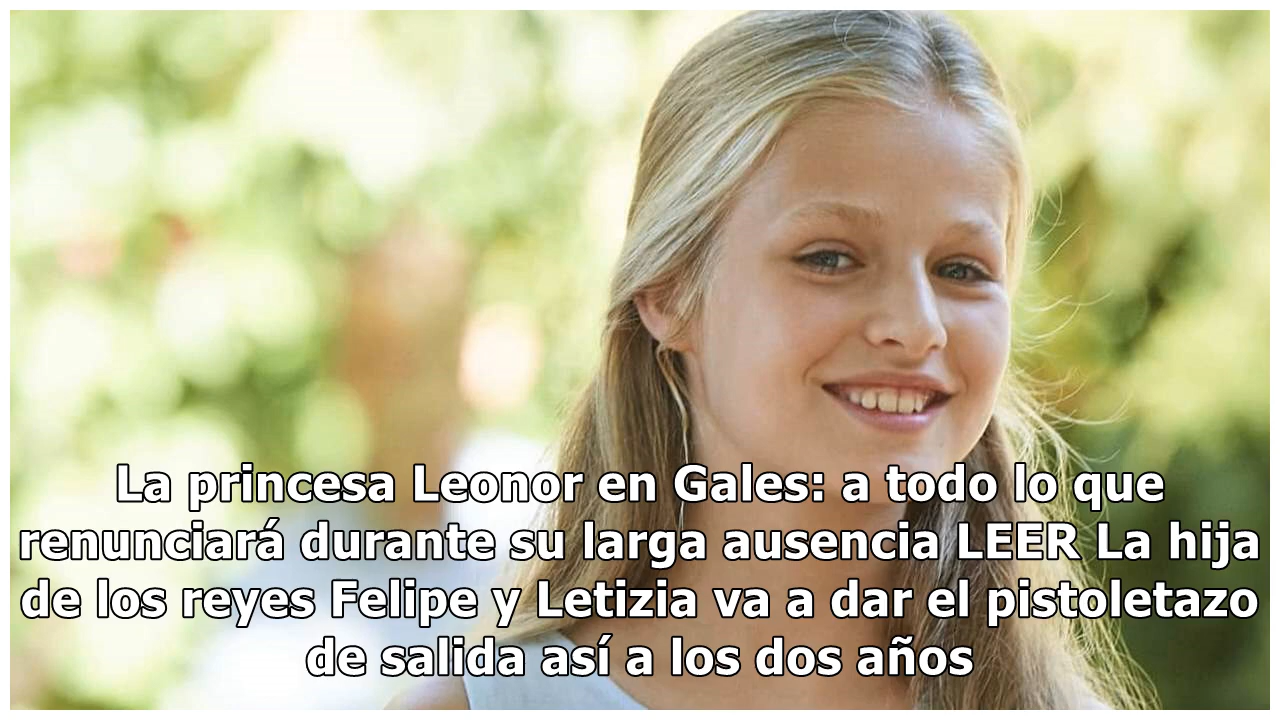 La princesa Leonor en Gales: a todo lo que
renunciará durante su larga ausencia LEER La hija
de los reyes Felipe y Letizia va a dar el pistoletazo
de salida así a los dos años